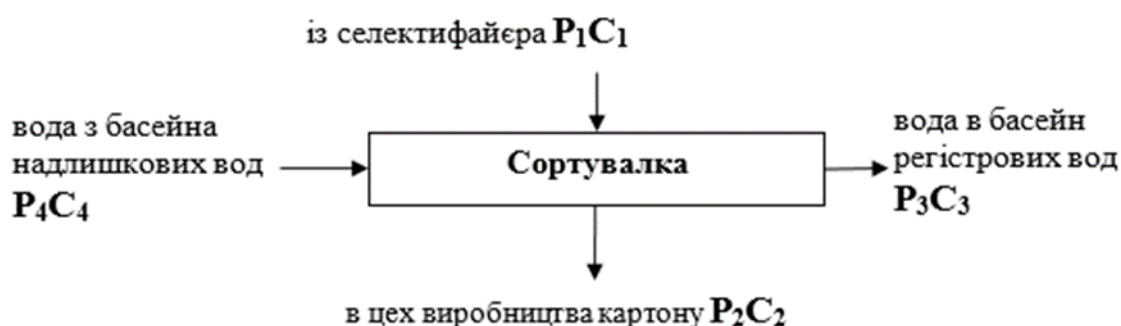 із селектифайєра P₁C₁
вода з басейна
надлишкових вод
P₄C₄
Сортувалка
вода в басейн
регістрових вод
P₃C₃
в цех виробництва картону P₂C₂